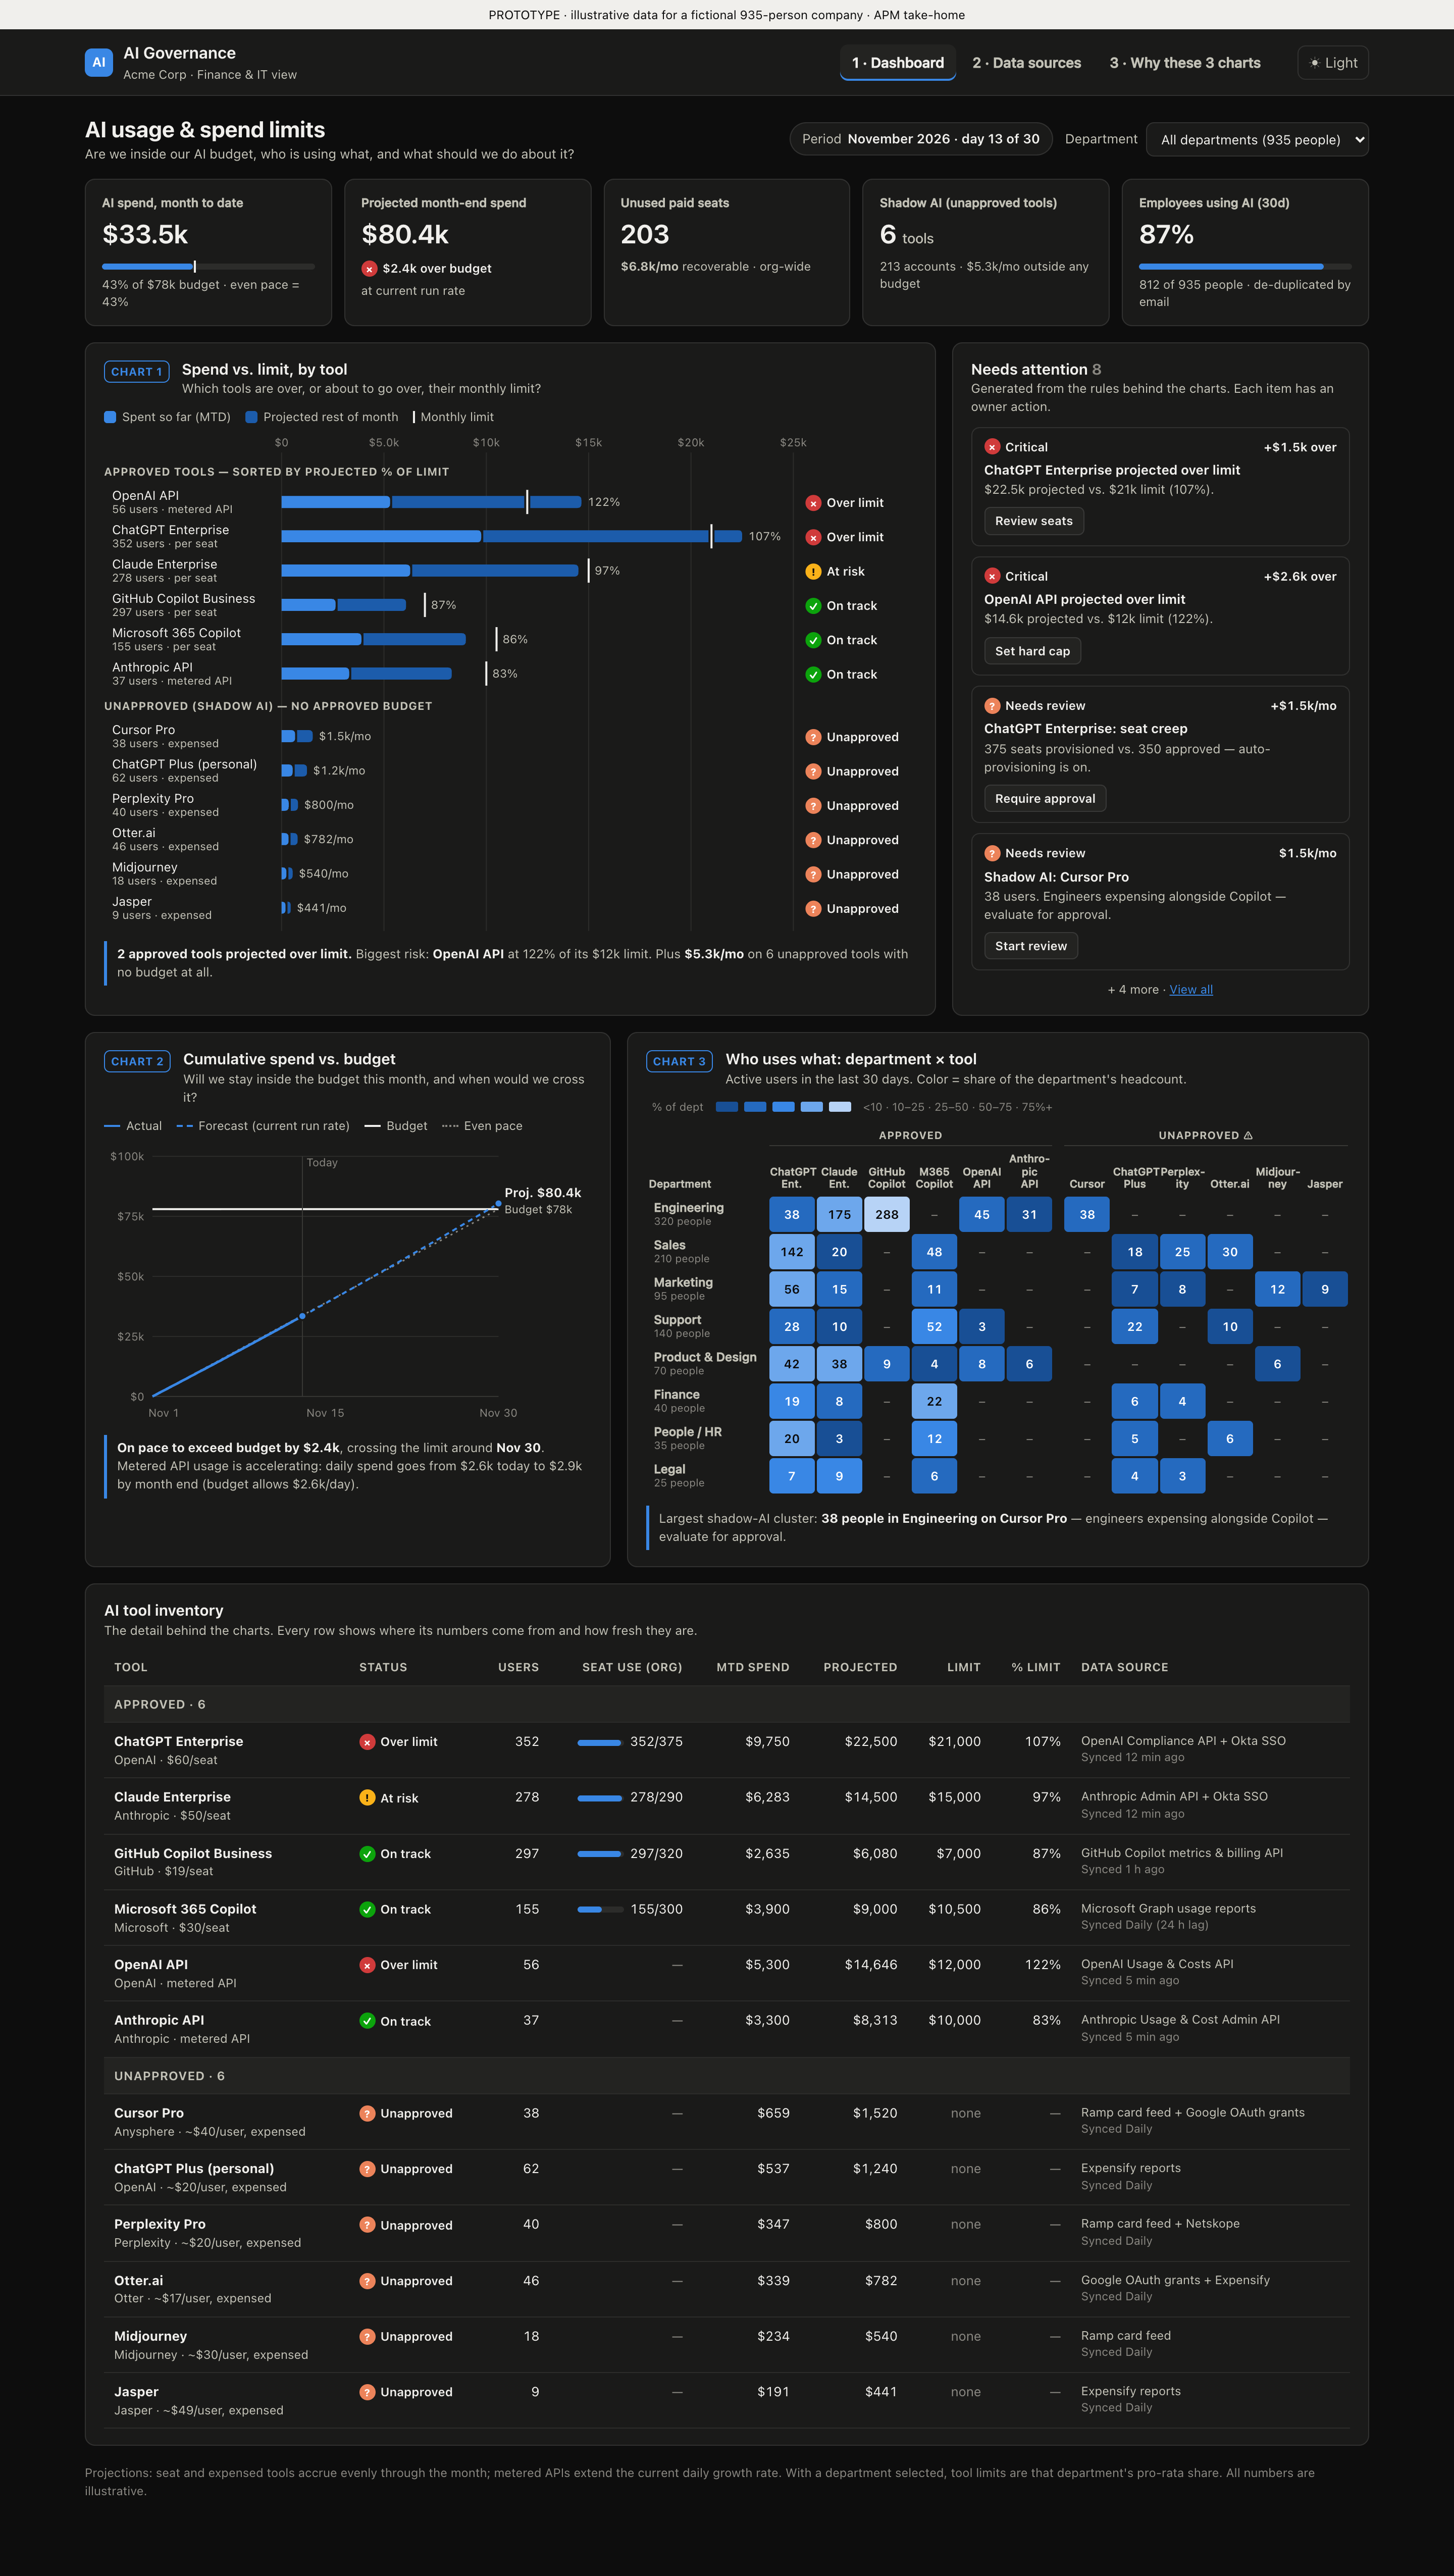 PROTOTYPE · illustrative data for a fictional 935-person company · APM take-home
AI
AI Governance
Acme Corp · Finance & IT view
1 · Dashboard
2 · Data sources
3 · Why these 3 charts
☀ Light
AI usage & spend limits
Are we inside our AI budget, who is using what, and what should we do about it?
Period November 2026 · day 13 of 30
Department
All departments (935 people)
AI spend, month to date
$33.5k
43% of $78k budget · even pace =
43%
Projected month-end spend
$80.4k
× $2.4k over budget
at current run rate
Unused paid seats
203
$6.8k/mo recoverable · org-wide
Shadow AI (unapproved tools)
6 tools
213 accounts · $5.3k/mo outside any
budget
Employees using AI (30d)
87%
812 of 935 people · de-duplicated by
email
CHART 1
Spend vs. limit, by tool
Which tools are over, or about to go over, their monthly limit?
Spent so far (MTD)
Projected rest of month
Monthly limit
$0 $5.0k $10k $15k $20k $25k
APPROVED TOOLS — SORTED BY PROJECTED % OF LIMIT
OpenAI API
56 users · metered API
122%
× Over limit
ChatGPT Enterprise
352 users · per seat
107%
× Over limit
Claude Enterprise
278 users · per seat
97%
! At risk
GitHub Copilot Business
297 users · per seat
87%
✓ On track
Microsoft 365 Copilot
155 users · per seat
86%
✓ On track
Anthropic API
37 users · metered API
83%
✓ On track
UNAPPROVED (SHADOW AI) — NO APPROVED BUDGET
Cursor Pro
38 users · expensed
$1.5k/mo
? Unapproved
ChatGPT Plus (personal)
62 users · expensed
$1.2k/mo
? Unapproved
Perplexity Pro
40 users · expensed
$800/mo
? Unapproved
Otter.ai
46 users · expensed
$782/mo
? Unapproved
Midjourney
18 users · expensed
$540/mo
? Unapproved
Jasper
9 users · expensed
$441/mo
? Unapproved
2 approved tools projected over limit. Biggest risk: OpenAI API at 122% of its $12k limit. Plus $5.3k/mo on 6 unapproved tools with
no budget at all.
Needs attention 8
Generated from the rules behind the charts. Each item has an
owner action.
× Critical
+$1.5k over
ChatGPT Enterprise projected over limit
$22.5k projected vs. $21k limit (107%).
Review seats
× Critical
+$2.6k over
OpenAI API projected over limit
$14.6k projected vs. $12k limit (122%).
Set hard cap
? Needs review
+$1.5k/mo
ChatGPT Enterprise: seat creep
375 seats provisioned vs. 350 approved — auto-
provisioning is on.
Require approval
? Needs review
$1.5k/mo
Shadow AI: Cursor Pro
38 users. Engineers expensing alongside Copilot —
evaluate for approval.
Start review
+ 4 more · View all
CHART 2
Cumulative spend vs. budget
Will we stay inside the budget this month, and when would we cross
it?
Actual
Forecast (current run rate)
Budget
Even pace
$100k
Today
Proj. $80.4k
Budget $78k
$75k
$50k
$25k
$0
Nov 1 Nov 15 Nov 30
On pace to exceed budget by $2.4k, crossing the limit around Nov 30.
Metered API usage is accelerating: daily spend goes from $2.6k today to $2.9k
by month end (budget allows $2.6k/day).
CHART 3
Who uses what: department × tool
Active users in the last 30 days. Color = share of the department's headcount.
% of dept
<10 · 10–25 · 25–50 · 50–75 · 75%+
APPROVED
UNAPPROVED ⚠
Department
ChatGPT Ent.
Claude Ent.
GitHub Copilot
M365 Copilot
OpenAI API
Anthro-
pic
API
Cursor
ChatGPT Plus
Perplex-
ity
Otter.ai
Midjour-
ney
Jasper
Engineering
320 people
38 175 288 – 45 31 38 – – – – –
Sales
210 people
142 20 – 48 – – – 18 25 30 – –
Marketing
95 people
56 15 – 11 – – – 7 8 – 12 9
Support
140 people
28 10 – 52 3 – – 22 – 10 – –
Product & Design
70 people
42 38 9 4 8 6 – – – – 6 –
Finance
40 people
19 8 – 22 – – – 6 4 – – –
People / HR
35 people
20 3 – 12 – – – 5 – 6 – –
Legal
25 people
7 9 – 6 – – – 4 3 – – –
Largest shadow-AI cluster: 38 people in Engineering on Cursor Pro — engineers expensing alongside Copilot —
evaluate for approval.
AI tool inventory
The detail behind the charts. Every row shows where its numbers come from and how fresh they are.
TOOL STATUS USERS SEAT USE (ORG) MTD SPEND PROJECTED LIMIT % LIMIT DATA SOURCE
APPROVED · 6
ChatGPT Enterprise × Over limit 352 352/375 $9,750 $22,500 $21,000 107% OpenAI Compliance API + Okta SSO
OpenAI · $60/seat Synced 12 min ago
Claude Enterprise ! At risk 278 278/290 $6,283 $14,500 $15,000 97% Anthropic Admin API + Okta SSO
Anthropic · $50/seat Synced 12 min ago
GitHub Copilot Business ✓ On track 297 297/320 $2,635 $6,080 $7,000 87% GitHub Copilot metrics & billing API
GitHub · $19/seat Synced 1 h ago
Microsoft 365 Copilot ✓ On track 155 155/300 $3,900 $9,000 $10,500 86% Microsoft Graph usage reports
Microsoft · $30/seat Synced Daily (24 h lag)
OpenAI API × Over limit 56 — $5,300 $14,646 $12,000 122% OpenAI Usage & Costs API
OpenAI · metered API Synced 5 min ago
Anthropic API ✓ On track 37 — $3,300 $8,313 $10,000 83% Anthropic Usage & Cost Admin API
Anthropic · metered API Synced 5 min ago
UNAPPROVED · 6
Cursor Pro ? Unapproved 38 — $659 $1,520 none — Ramp card feed + Google OAuth grants
Anysphere · ~$40/user, expensed Synced Daily
ChatGPT Plus (personal) ? Unapproved 62 — $537 $1,240 none — Expensify reports
OpenAI · ~$20/user, expensed Synced Daily
Perplexity Pro ? Unapproved 40 — $347 $800 none — Ramp card feed + Netskope
Perplexity · ~$20/user, expensed Synced Daily
Otter.ai ? Unapproved 46 — $339 $782 none — Google OAuth grants + Expensify
Otter · ~$17/user, expensed Synced Daily
Midjourney ? Unapproved 18 — $234 $540 none — Ramp card feed
Midjourney · ~$30/user, expensed Synced Daily
Jasper ? Unapproved 9 — $191 $441 none — Expensify reports
Jasper · ~$49/user, expensed Synced Daily
Projections: seat and expensed tools accrue evenly through the month; metered APIs extend the current daily growth rate. With a department selected, tool limits are that department's pro-rata share. All numbers are
illustrative.